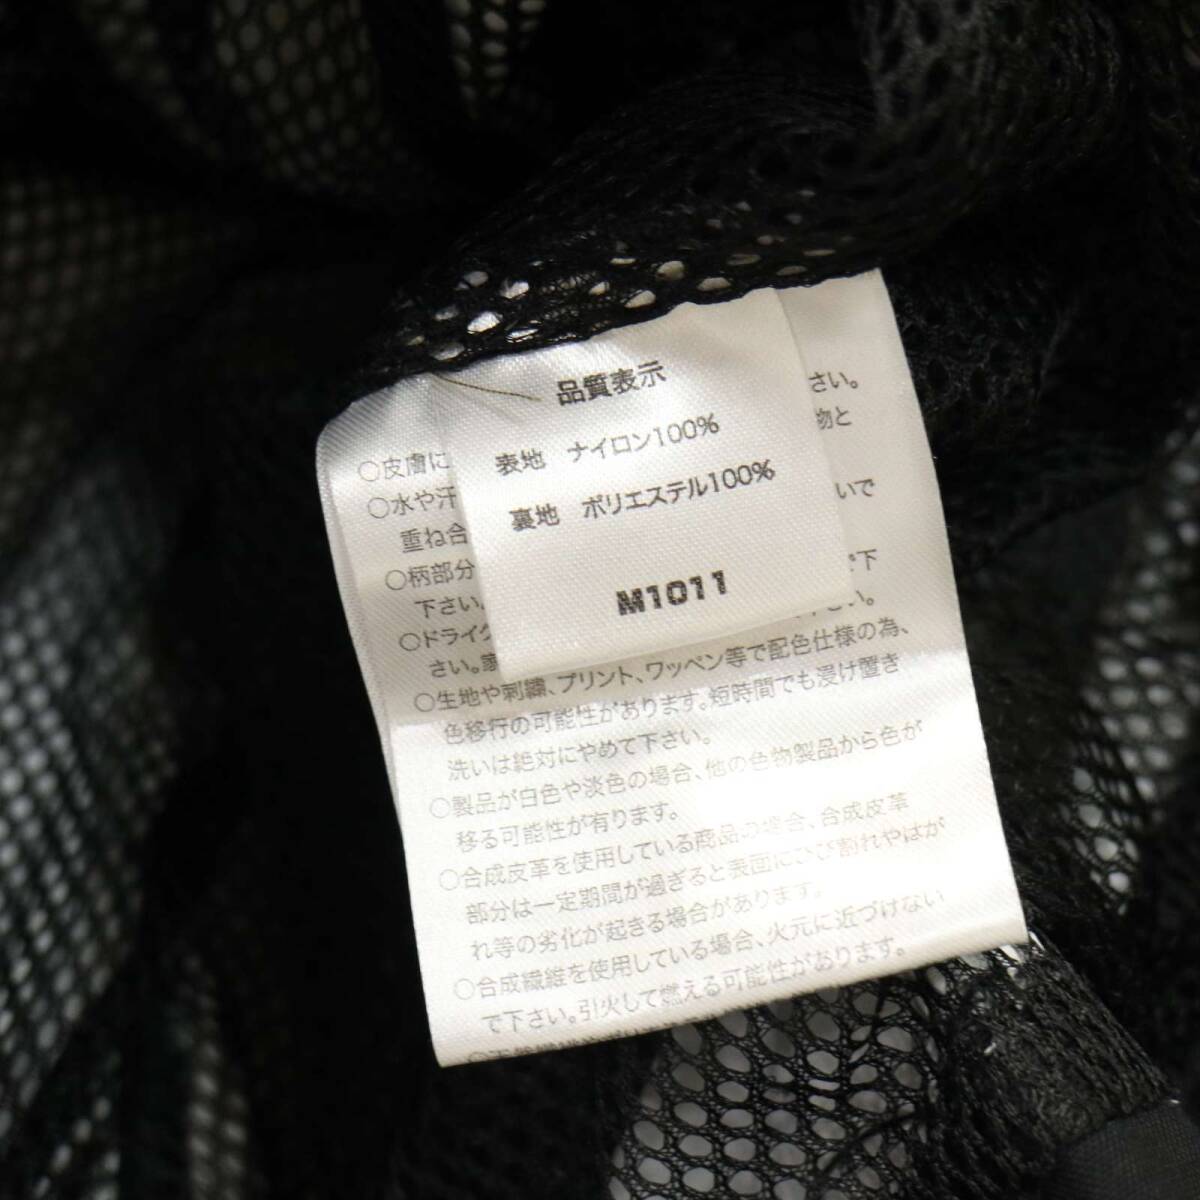 品質表示
表地 ナイロン100%
裏地 ポリエステル100%
M1011
さい。
○皮膚に
物と
○水や汗
いで
重ね合
○柄部分
で下
下さい。
さい。
○ドライク
さい。
○生地や刺繍、プリント、ワッペン等で配色仕様の為、
色移行の可能性があります。短時間でも浸け置き
洗いは絶対にやめて下さい。
○製品が白色や淡色の場合、他の色物製品から色が
移る可能性が有ります。
○合成皮革を使用している商品の場合、合成皮革
部分は一定期間が過ぎると表面にひび割れやはが
れ等の劣化が起きる場合があります。
○合成繊維を使用している場合、火元に近づけない
で下さい。引火して燃える可能性があります。